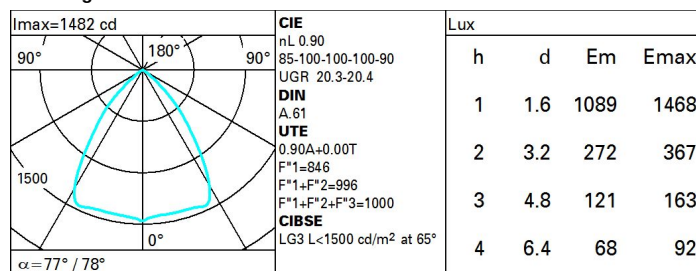 Imax=1482 cd
90° 180° 90°
1500
0°
α=77° / 78°
CIE
nL 0.90
85-100-100-100-90
UGR 20.3-20.4
DIN
A.61
UTE
0.90A+0.00T
F"1=846
F"1+F"2=996
F"1+F"2+F"3=1000
CIBSE
LG3 L<1500 cd/m² at 65°
Lux
h d Em Emax
1 1.6 1089 1468
2 3.2 272 367
3 4.8 121 163
4 6.4 68 92